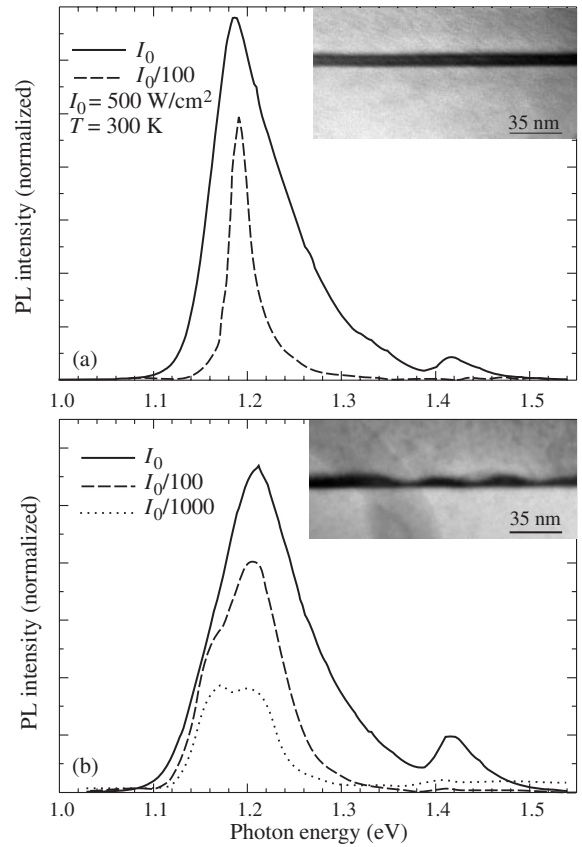 I₀
I₀/100
I₀ = 500 W/cm²
T = 300 K
35 nm
PL intensity (normalized)
(a)
1.0 1.1 1.2 1.3 1.4 1.5
I₀
I₀/100
I₀/1000
35 nm
PL intensity (normalized)
(b)
1.0 1.1 1.2 1.3 1.4 1.5
Photon energy (eV)